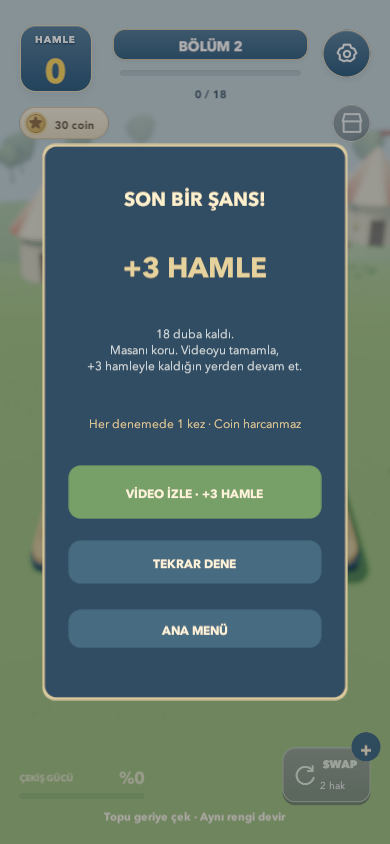 HAMLE
0
BÖLÜM 2
0 / 18
30 coin
SON BİR ŞANS!
+3 HAMLE
18 duba kaldı.
Masanı koru. Videoyu tamamla,
+3 hamleyle kaldığın yerden devam et.
Her denemede 1 kez · Coin harcanmaz
VİDEO İZLE · +3 HAMLE
TEKRAR DENE
ANA MENÜ
ÇEKİŞ GÜCÜ %0
+
SWAP
2 hak
Topu geriye çek · Aynı rengi devir